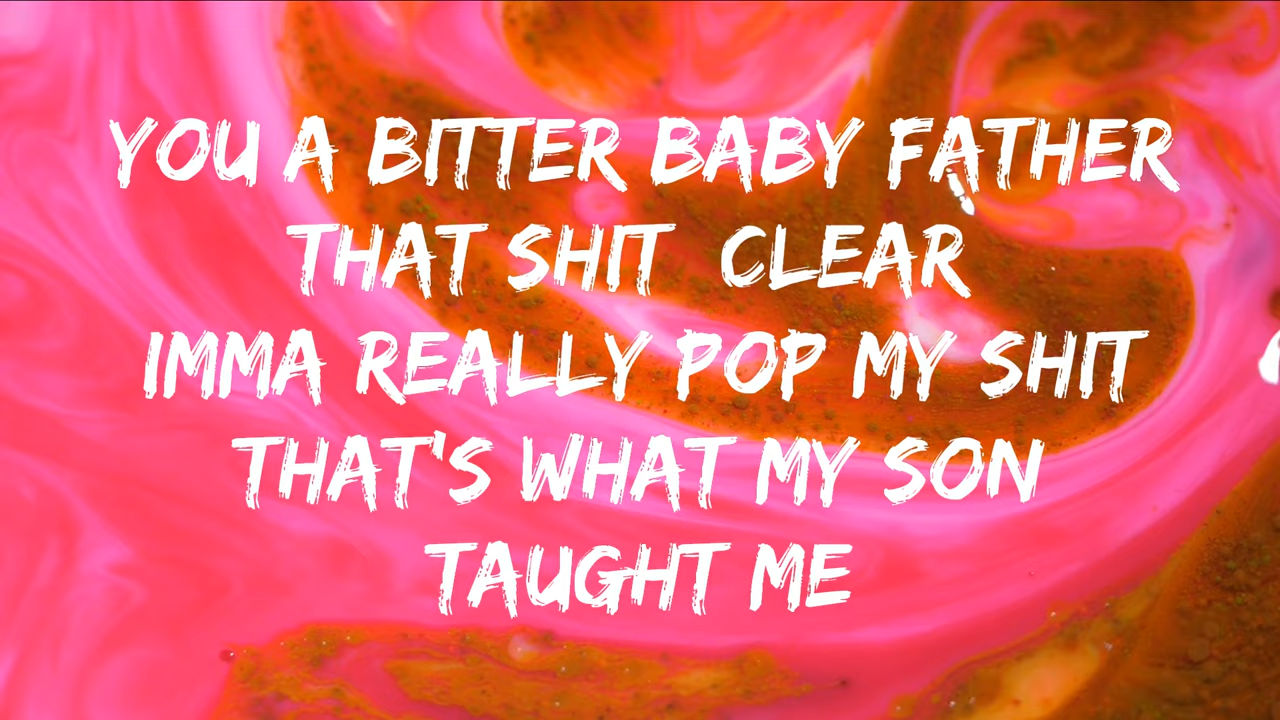 YOU A BITTER BABY FATHER
THAT SHIT CLEAR
IMMA REALLY POP MY SHIT
THAT'S WHAT MY SON
TAUGHT ME